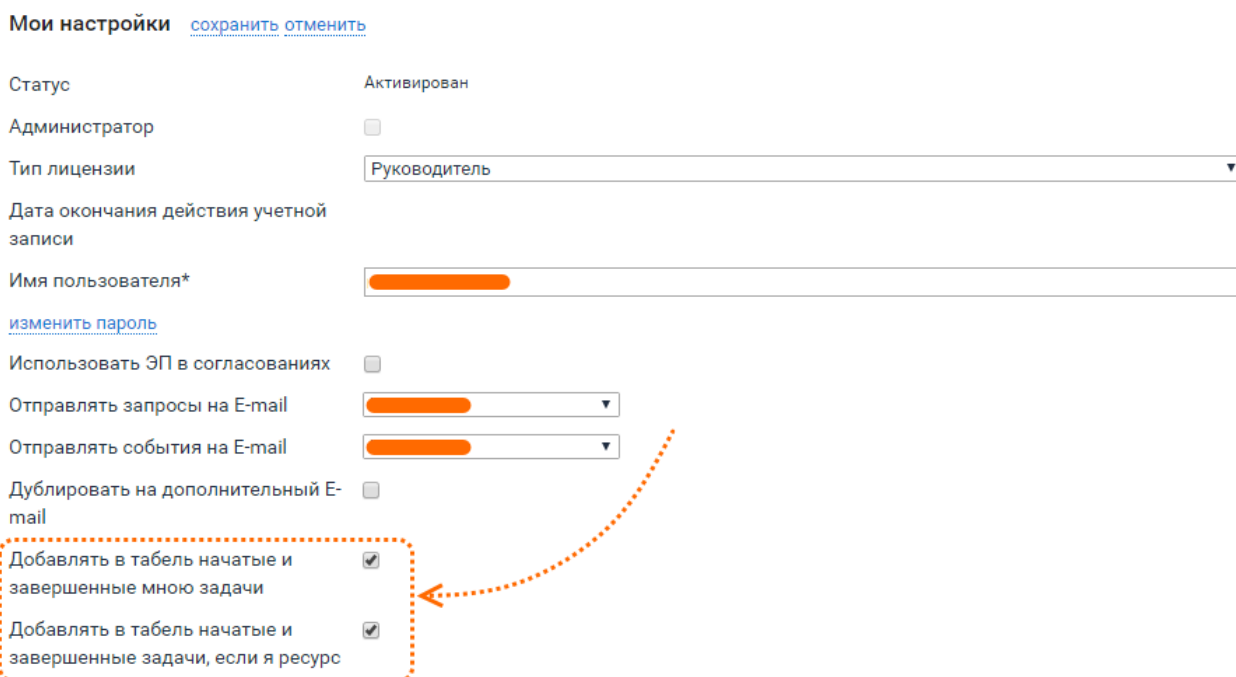 Мои настройки сохранить отменить
Статус Активирован
Администратор
Тип лицензии Руководитель
Дата окончания действия учетной
записи
Имя пользователя*
изменить пароль
Использовать ЭП в согласованиях
Отправлять запросы на E-mail
Отправлять события на E-mail
Дублировать на дополнительный E-
mail
Добавлять в табель начатые и
завершенные мною задачи
Добавлять в табель начатые и
завершенные задачи, если я ресурс